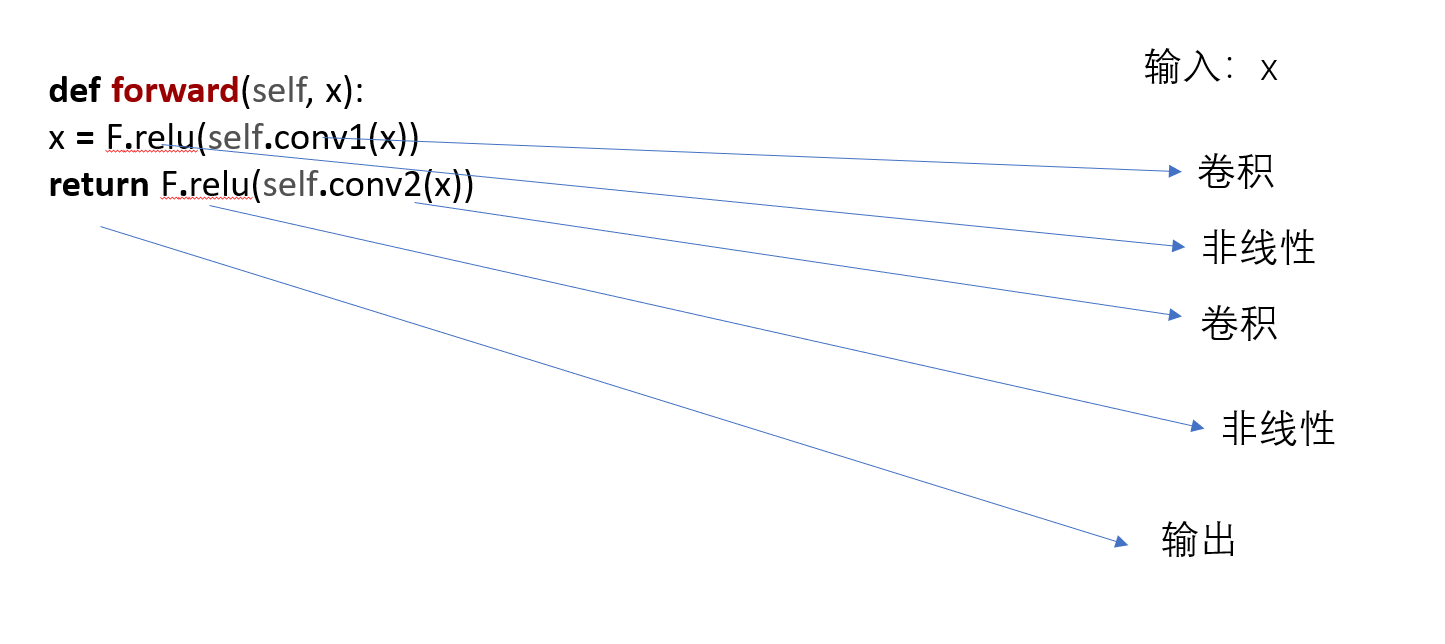 输入：x
def forward(self, x):
x = F.relu(self.conv1(x))
return F.relu(self.conv2(x))
卷积
非线性
卷积
非线性
输出